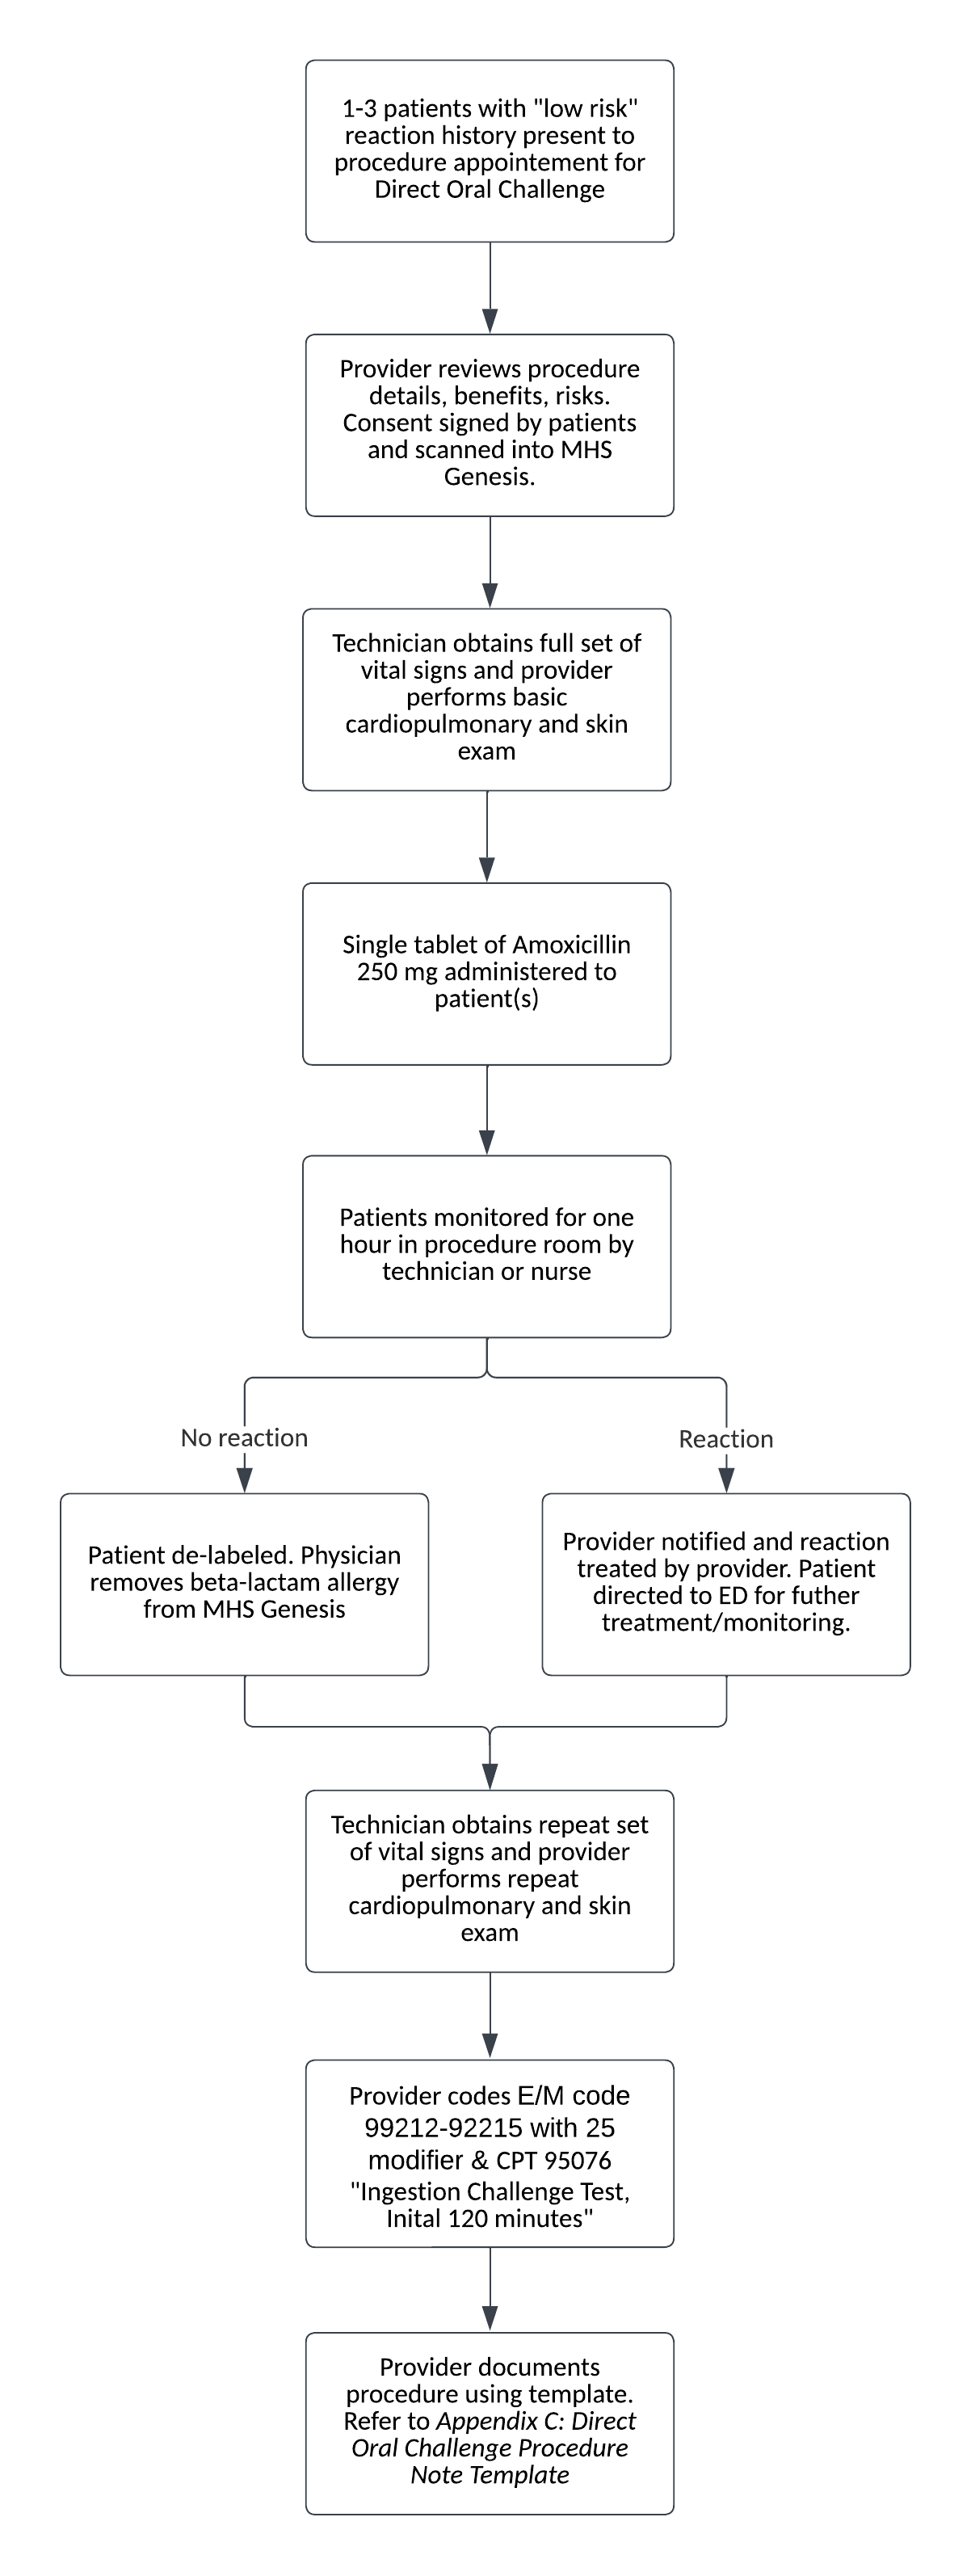 1-3 patients with "low risk"
reaction history present to
procedure appointement for
Direct Oral Challenge
Provider reviews procedure
details, benefits, risks.
Consent signed by patients
and scanned into MHS
Genesis.
Technician obtains full set of
vital signs and provider
performs basic
cardiopulmonary and skin
exam
Single tablet of Amoxicillin
250 mg administered to
patient(s)
Patients monitored for one
hour in procedure room by
technician or nurse
No reaction
Reaction
Patient de-labeled. Physician
removes beta-lactam allergy
from MHS Genesis
Provider notified and reaction
treated by provider. Patient
directed to ED for futher
treatment/monitoring.
Technician obtains repeat set
of vital signs and provider
performs repeat
cardiopulmonary and skin
exam
Provider codes E/M code
99212-92215 with 25
modifier & CPT 95076
"Ingestion Challenge Test,
Inital 120 minutes"
Provider documents
procedure using template.
Refer to Appendix C: Direct
Oral Challenge Procedure
Note Template